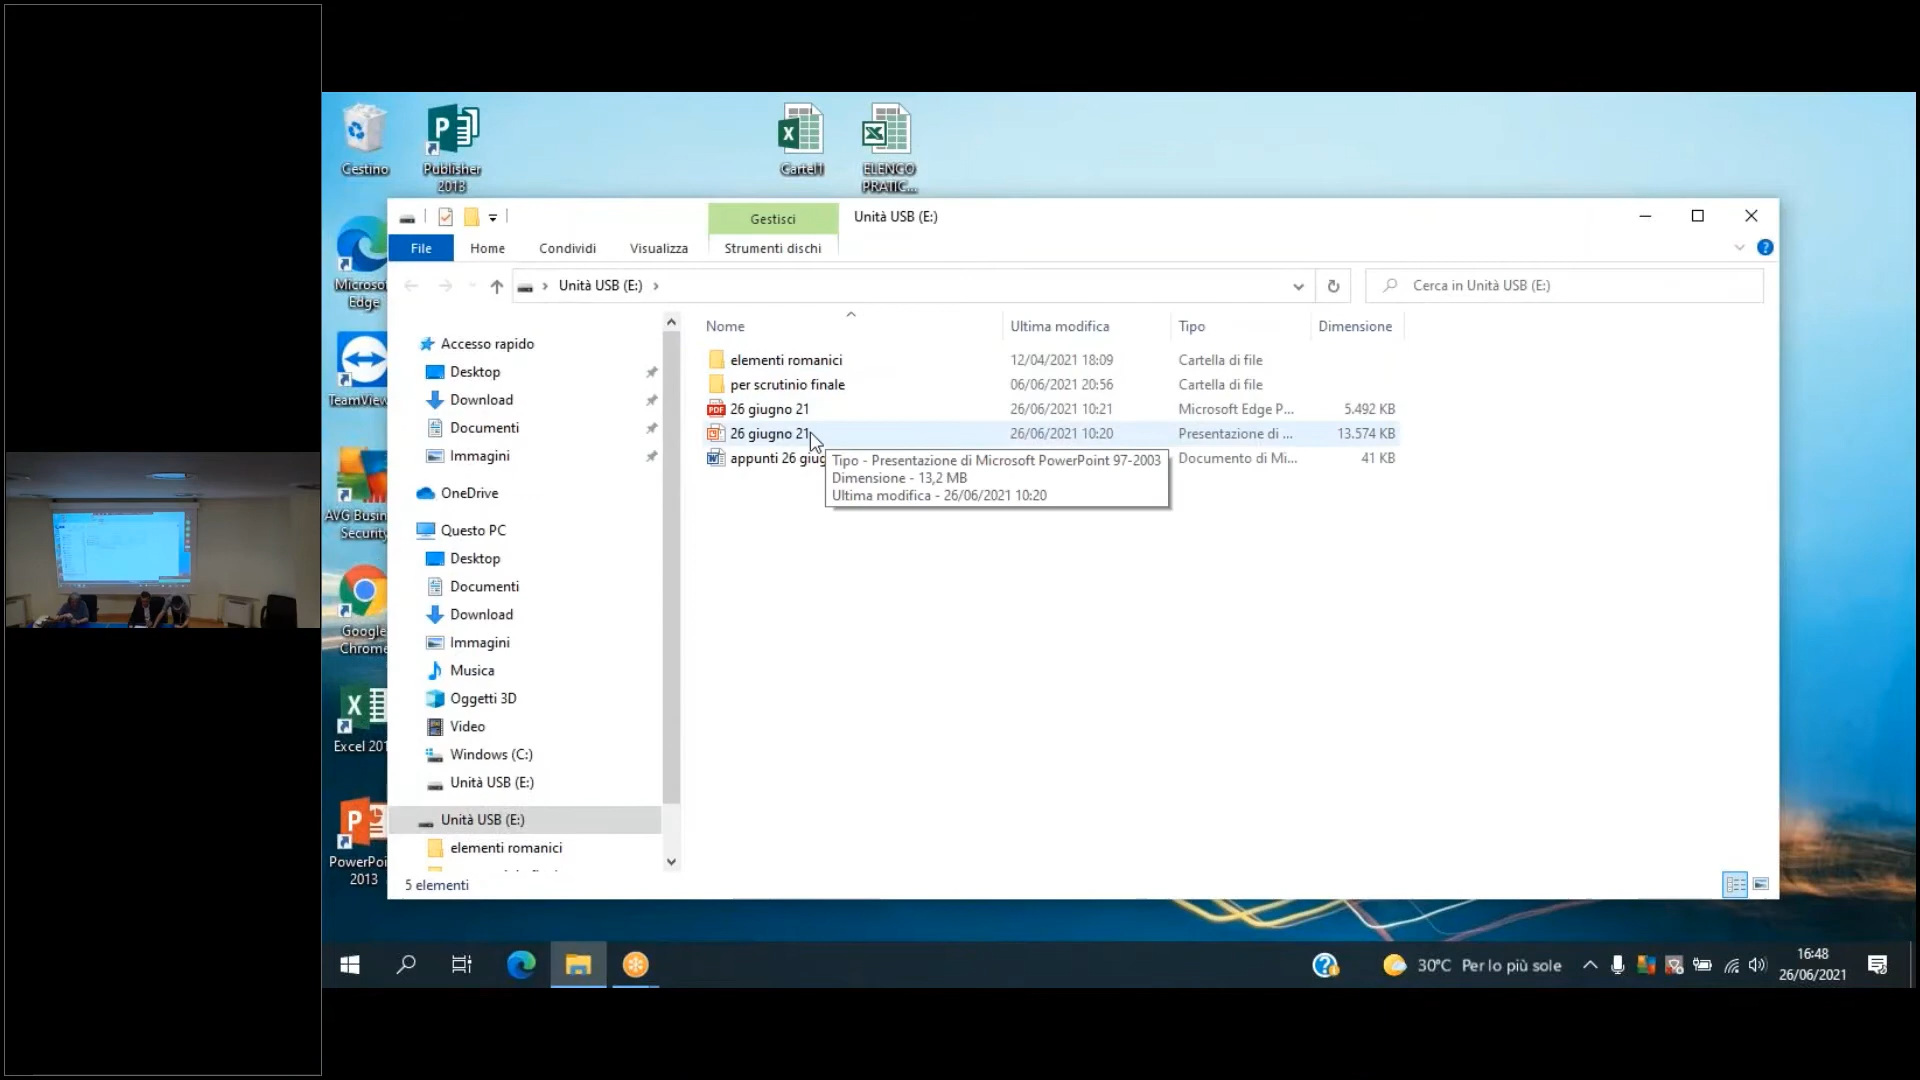 Cestino
Publisher
2013
Cartel1
ELENCO
PRATIC...
Gestisci
Unità USB (E:)
File
Home
Condividi
Visualizza
Strumenti dischi
Unità USB (E:)
Cerca in Unità USB (E:)
Nome
Ultima modifica
Tipo
Dimensione
elementi romanici
12/04/2021 18:09
Cartella di file
per scrutinio finale
06/06/2021 20:56
Cartella di file
PDF
26 giugno 21
26/06/2021 10:21
Microsoft Edge P...
5.492 KB
26 giugno 21
26/06/2021 10:20
Presentazione di ...
13.574 KB
appunti 26 giug
Documento di Mi...
41 KB
Tipo - Presentazione di Microsoft PowerPoint 97-2003
Dimensione - 13,2 MB
Ultima modifica - 26/06/2021 10:20
Accesso rapido
Desktop
Download
Documenti
Immagini
OneDrive
Questo PC
Desktop
Documenti
Download
Immagini
Musica
Oggetti 3D
Video
Windows (C:)
Unità USB (E:)
Unità USB (E:)
elementi romanici
5 elementi
Microsof
Edge
TeamView
AVG Busin
Security
Google
Chrome
Excel 201
PowerPoi
2013
30°C Per lo più sole
16:48
26/06/2021